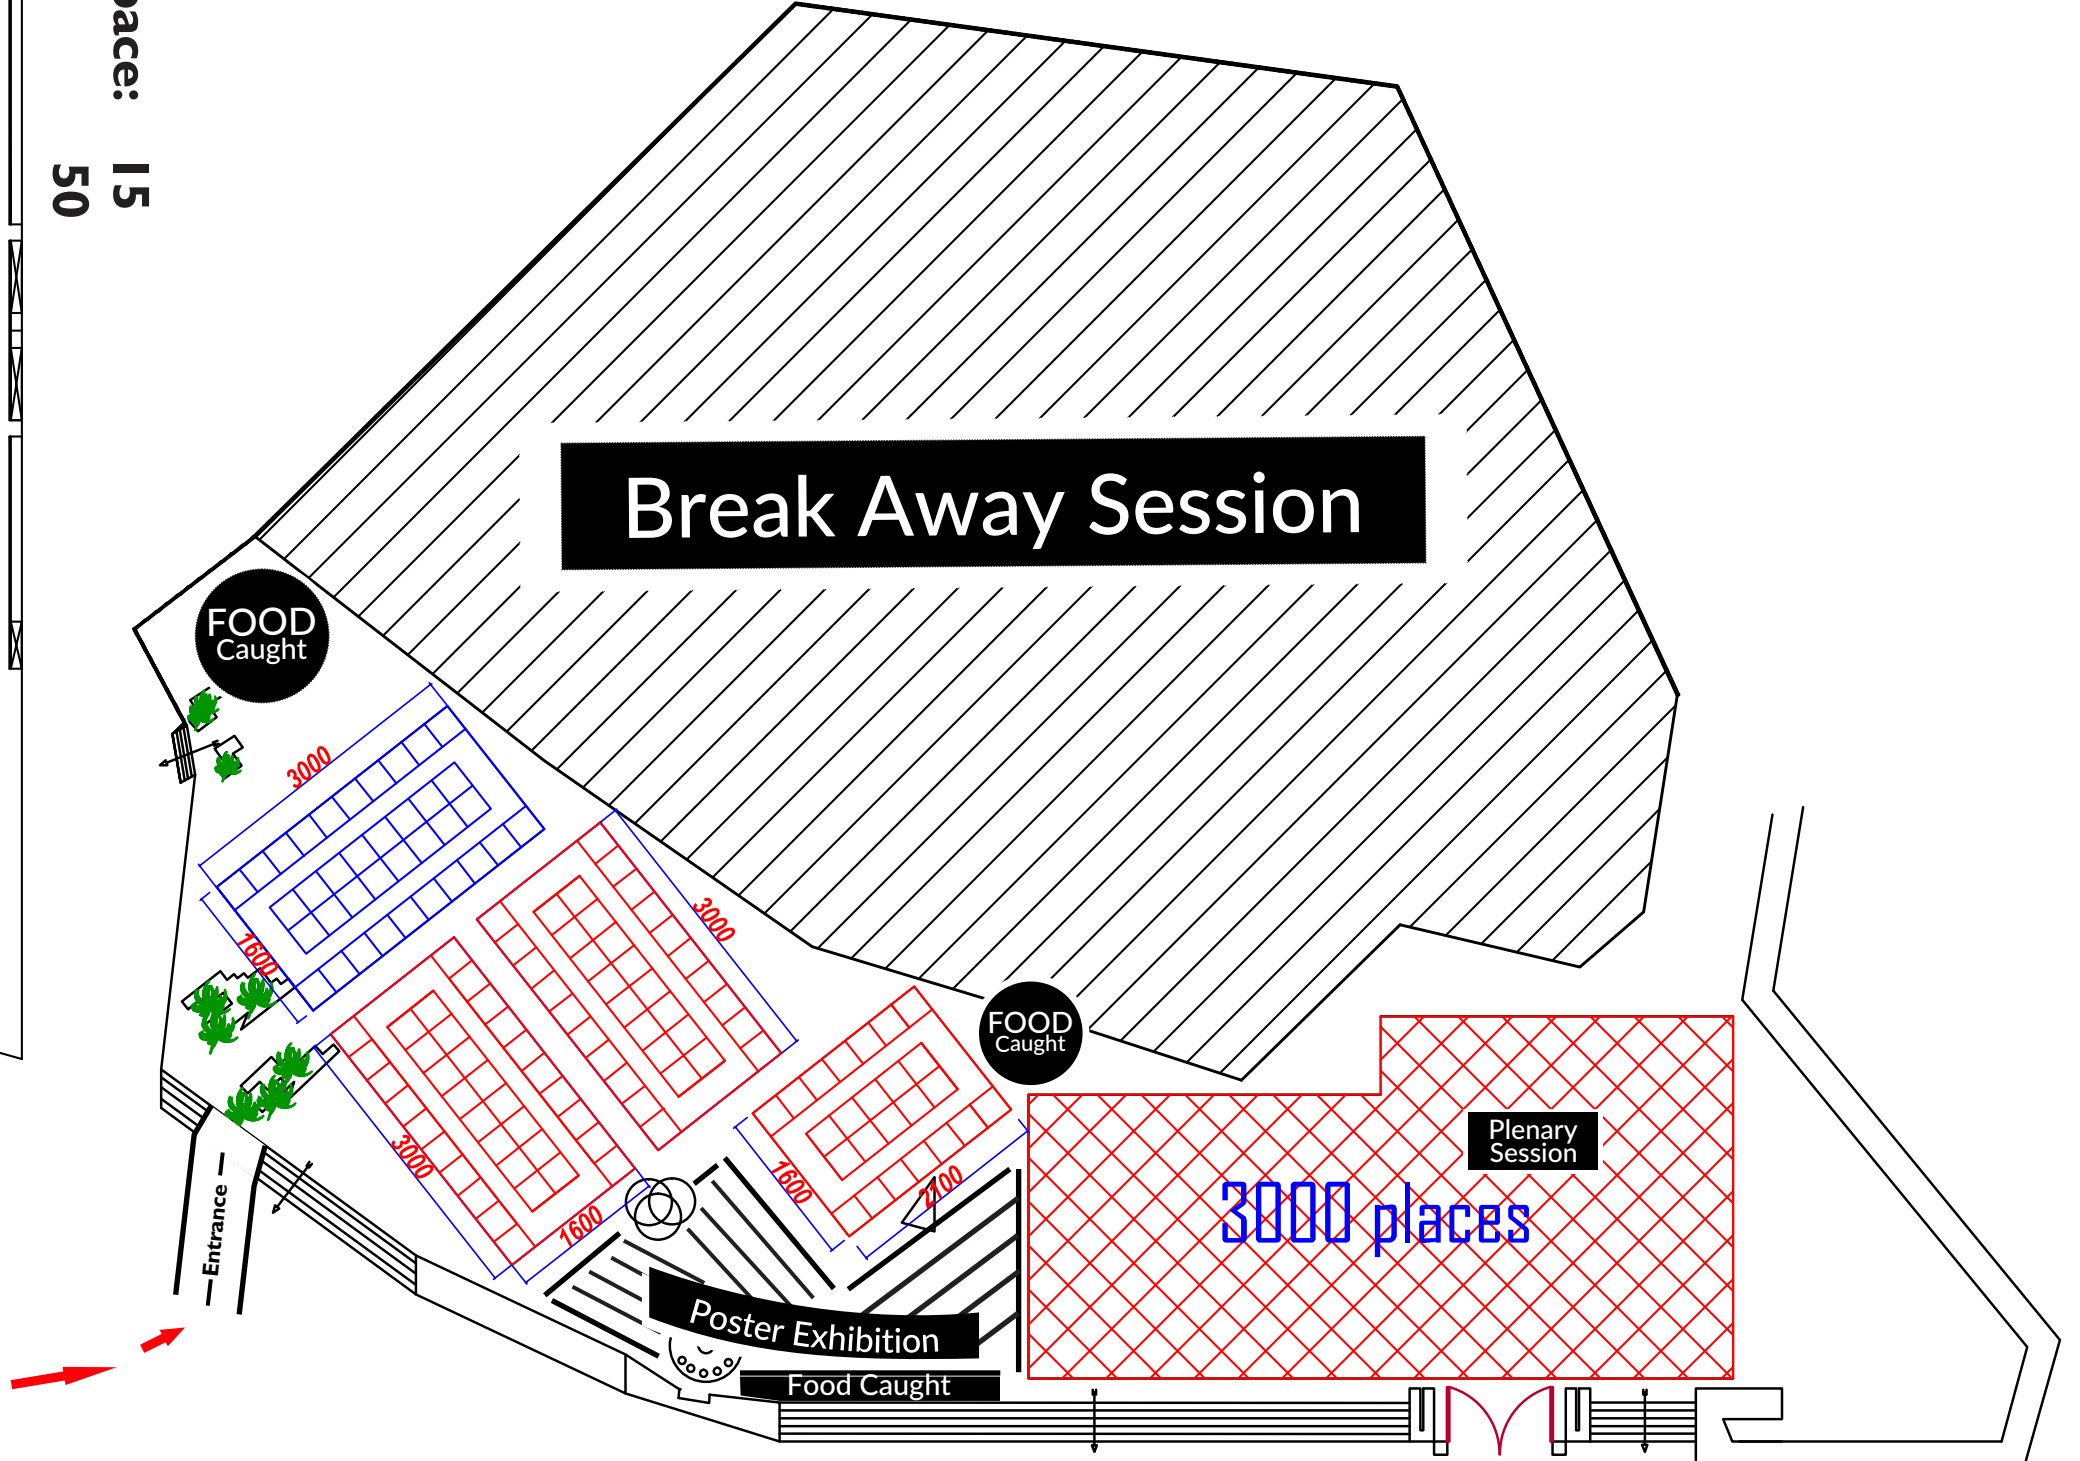 pace: 15
50
Break Away Session
FOOD
Caught
3000
1600
3000
FOOD
Caught
3000
1600
1600
2100
Plenary
Session
3000 places
Entrance
Poster Exhibition
Food Caught